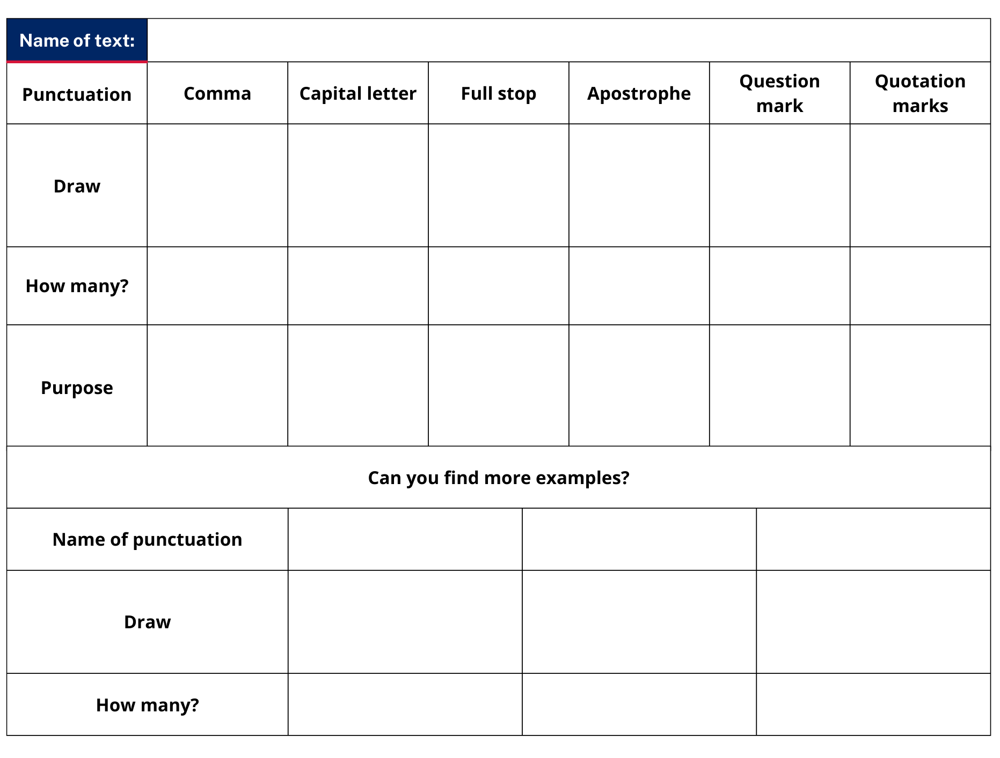 Name of text:
Punctuation
Comma
Capital letter
Full stop
Apostrophe
Question
mark
Quotation
marks
Draw
How many?
Purpose
Can you find more examples?
Name of punctuation
Draw
How many?